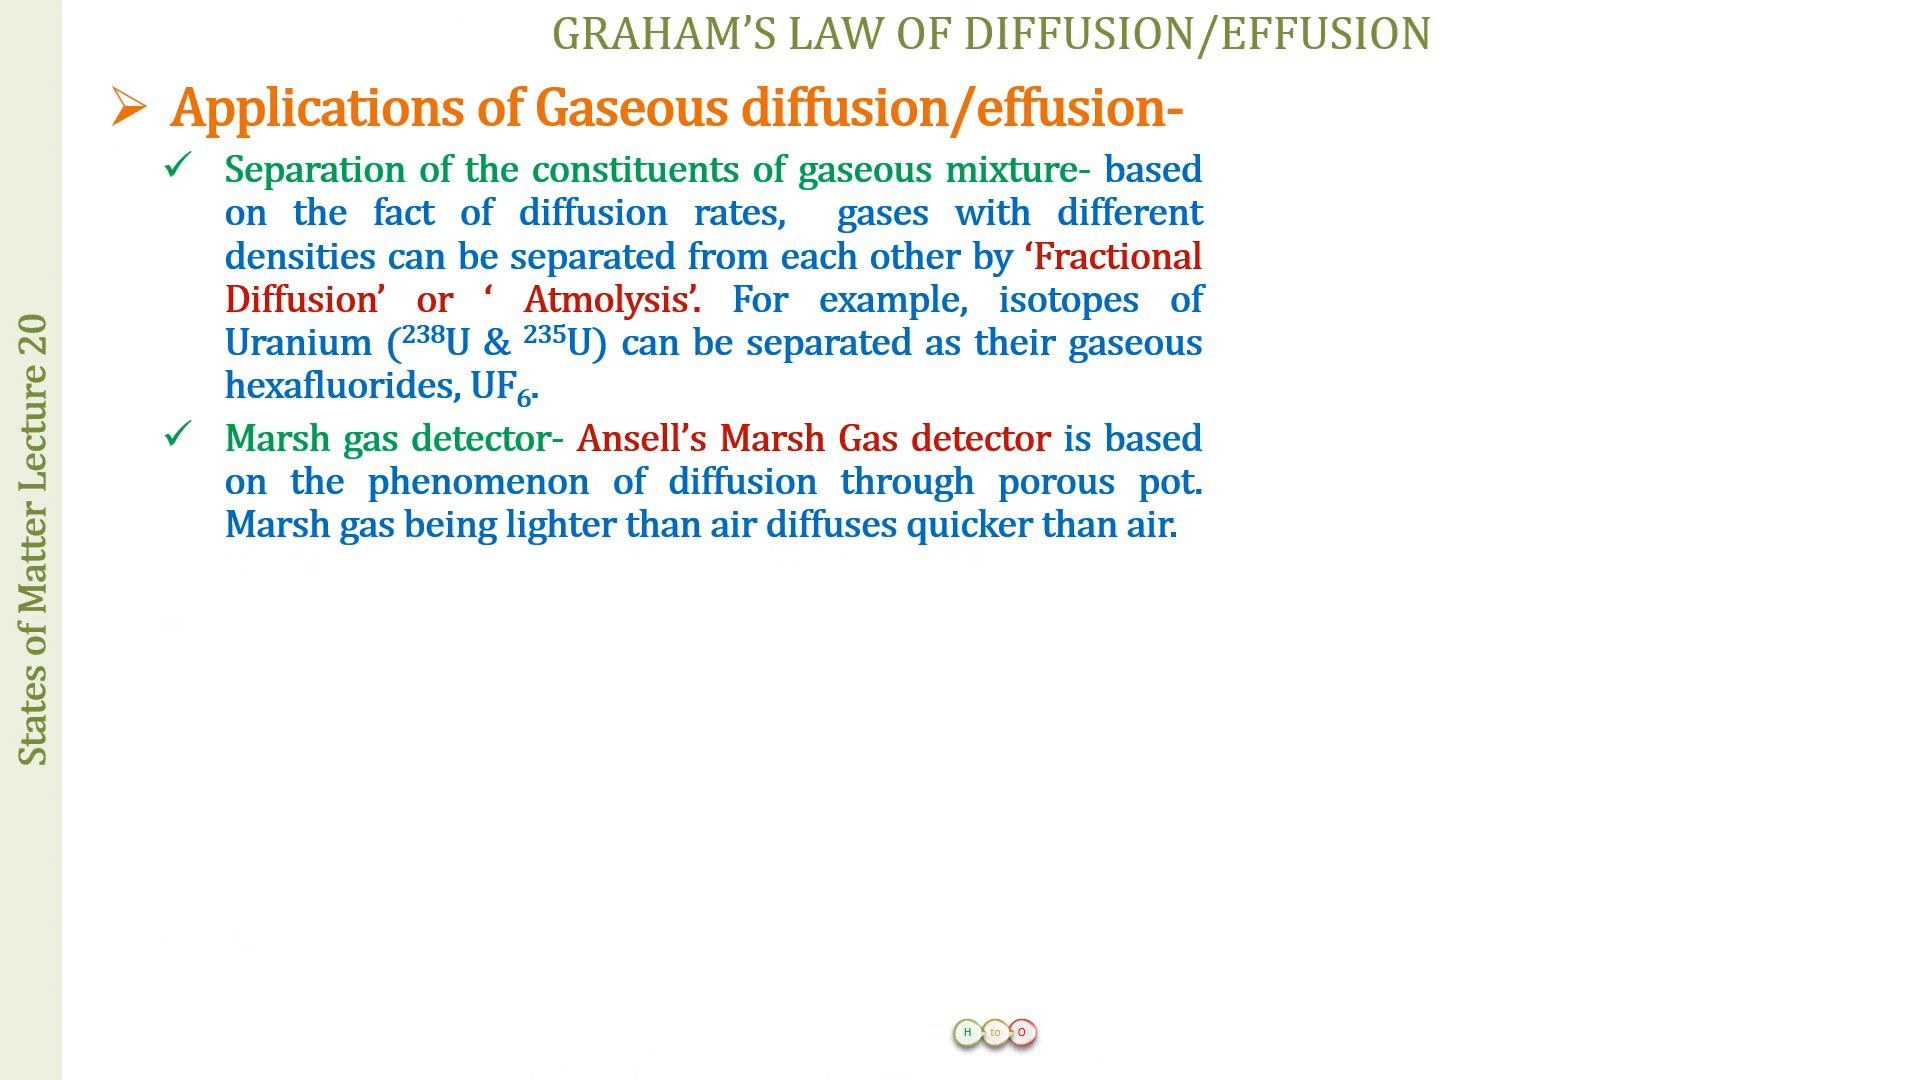 GRAHAM’S LAW OF DIFFUSION/EFFUSION
➢ Applications of Gaseous diffusion/effusion-
✓ Separation of the constituents of gaseous mixture- based
on the fact of diffusion rates, gases with different
densities can be separated from each other by ‘Fractional
Diffusion’ or ‘ Atmolysis’. For example, isotopes of
Uranium (²³⁸U & ²³⁵U) can be separated as their gaseous
hexafluorides, UF₆.
✓ Marsh gas detector- Ansell’s Marsh Gas detector is based
on the phenomenon of diffusion through porous pot.
Marsh gas being lighter than air diffuses quicker than air.
States of Matter Lecture 20
H to O